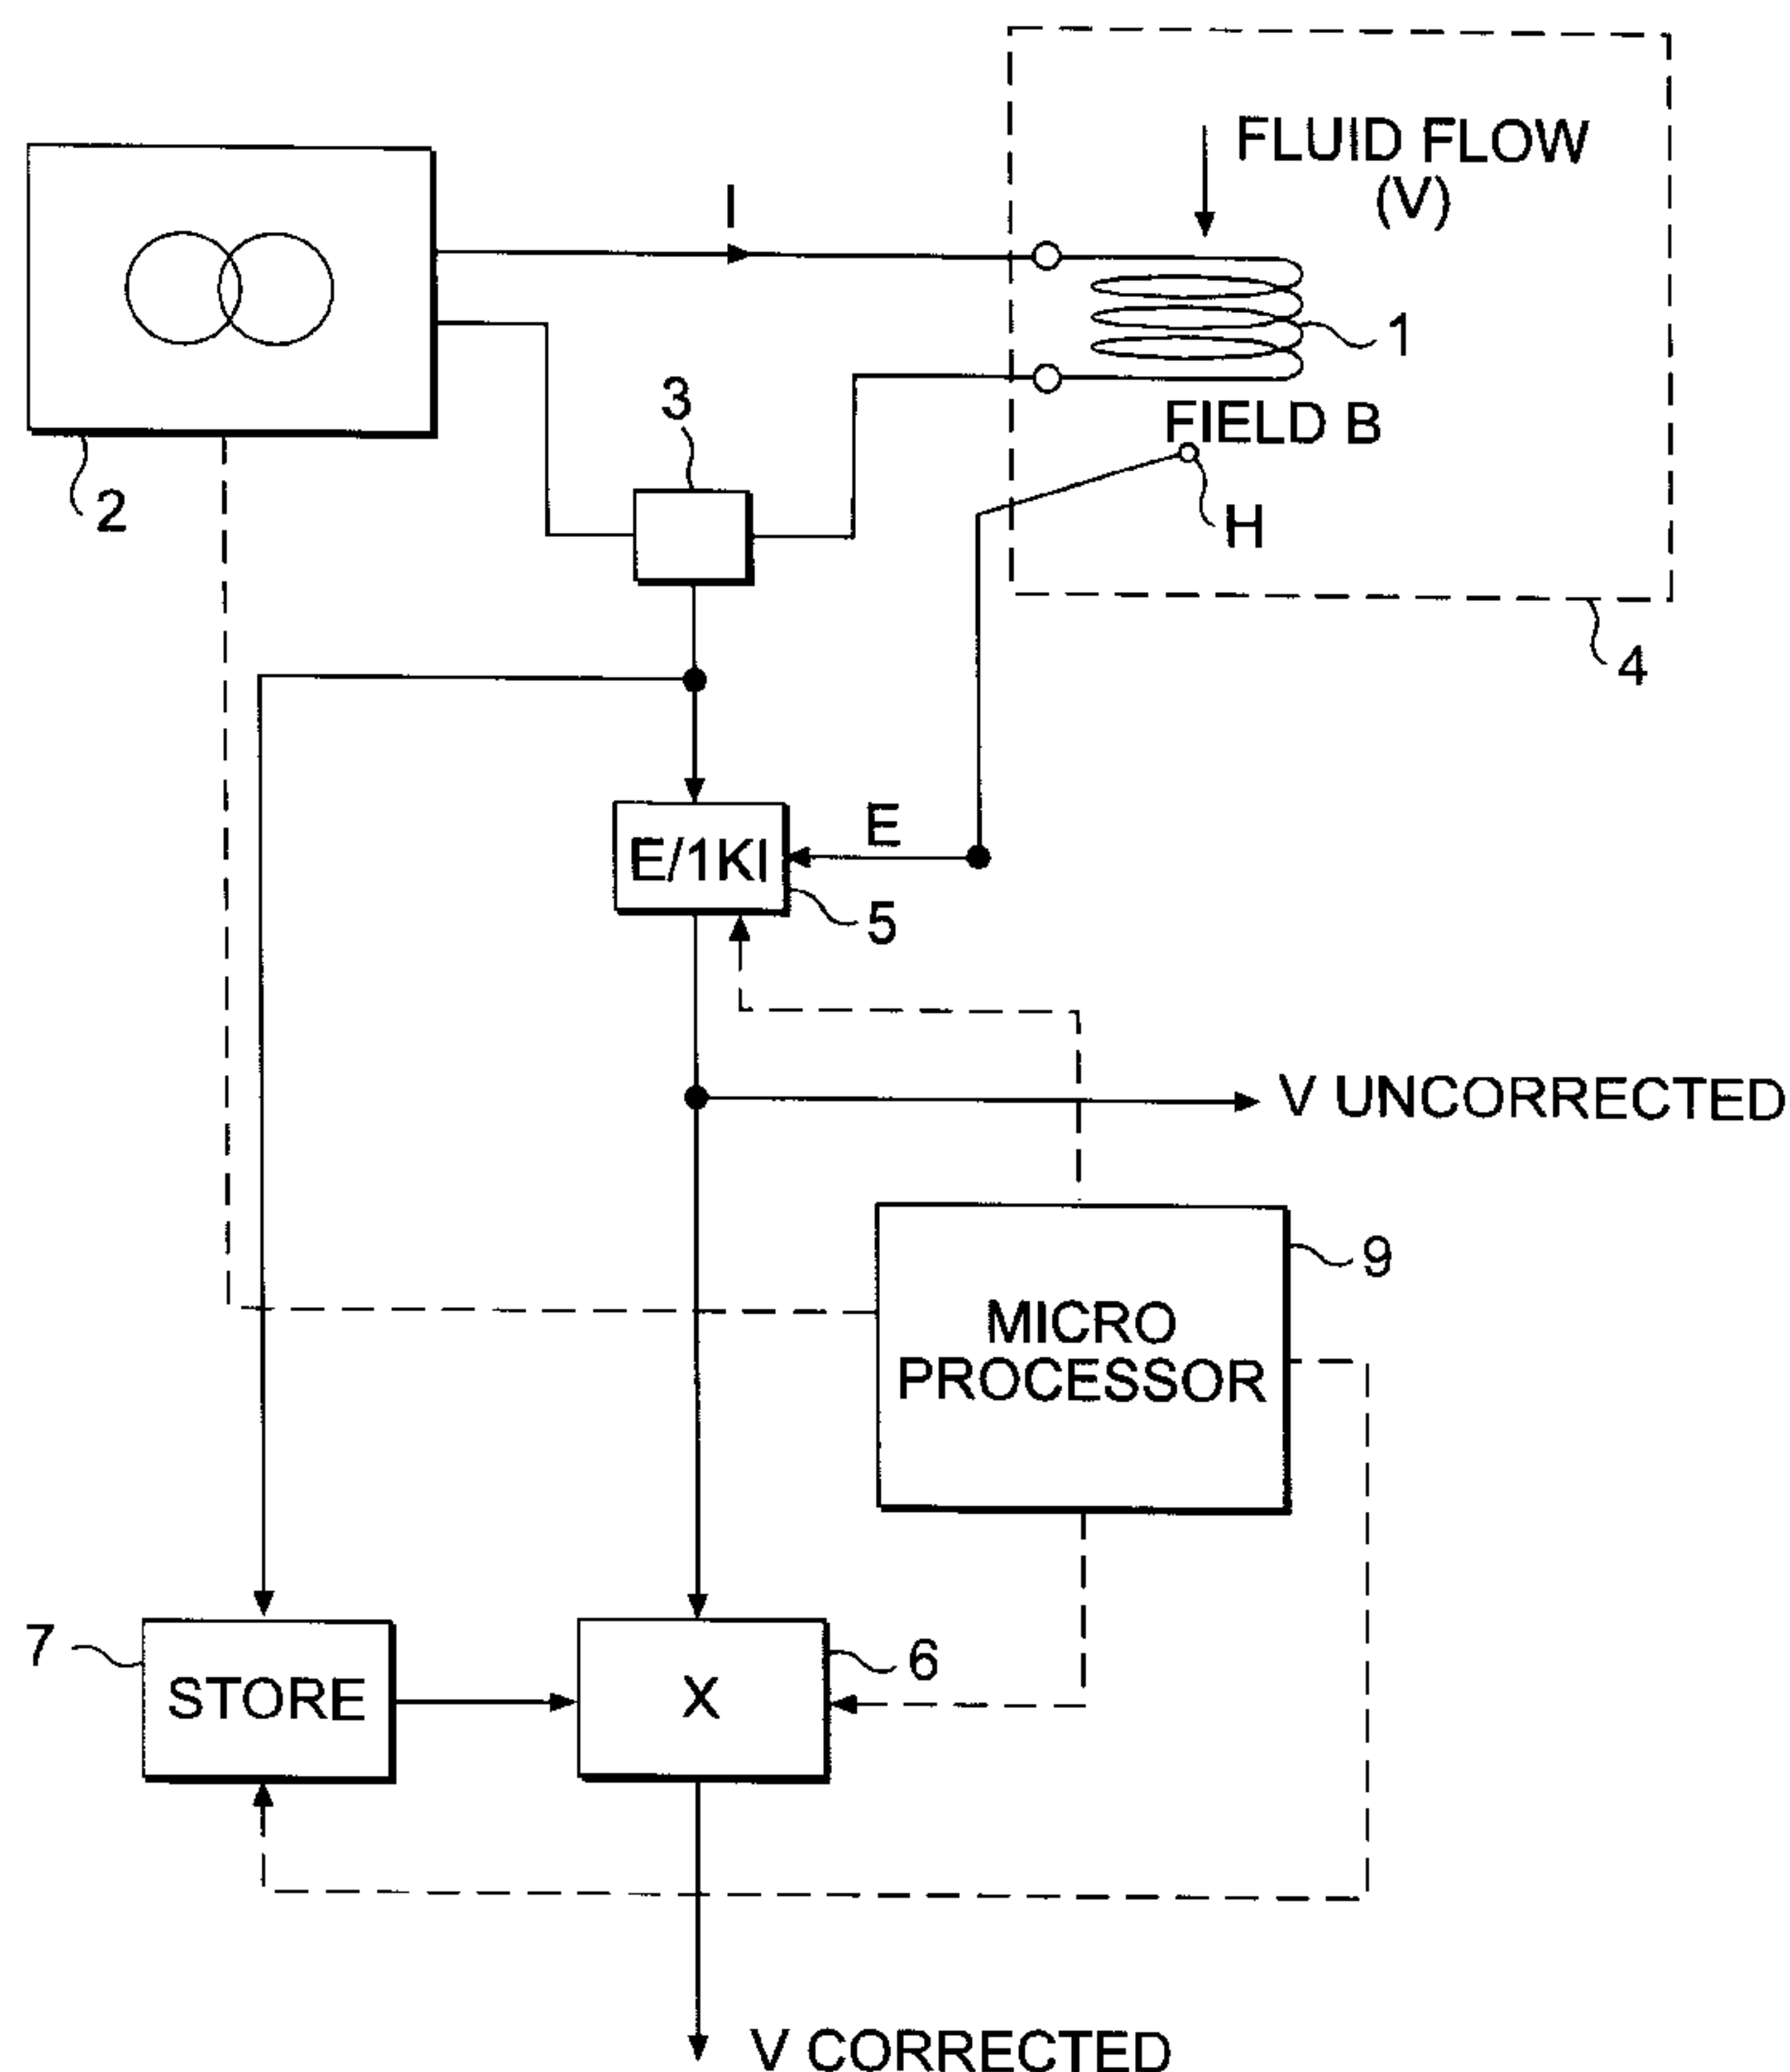 FLUID FLOW
(V)
I
1
FIELD B
3
2
H
4
E
E/1KI
5
V UNCORRECTED
9
MICRO
PROCESSOR
7
6
STORE
X
V CORRECTED